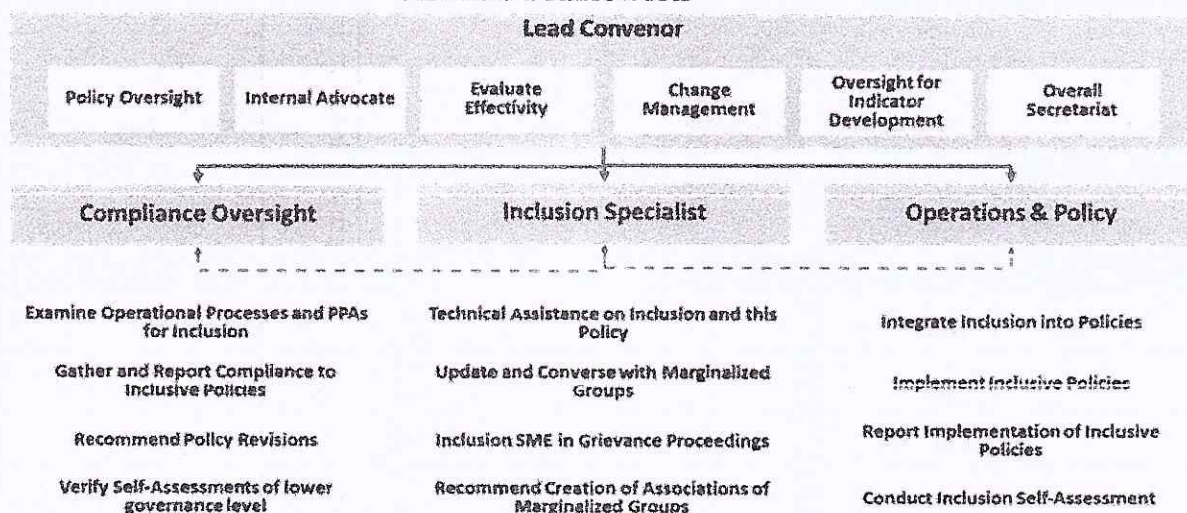 Lead Convenor
Policy Oversight
Internal Advocate
Evaluate
Effectivity
Change
Management
Oversight for
Indicator
Development
Overall
Secretariat
Compliance Oversight
Inclusion Specialist
Operations & Policy
Examine Operational Processes and PPAs
for Inclusion
Gather and Report Compliance to
Inclusive Policies
Recommend Policy Revisions
Verify Self-Assessments of lower
governance level
Technical Assistance on Inclusion and this
Policy
Update and Converse with Marginalized
Groups
Inclusion SME in Grievance Proceedings
Recommend Creation of Associations of
Marginalized Groups
Integrate Inclusion into Policies
Implement Inclusive Policies
Report Implementation of Inclusive
Policies
Conduct Inclusion Self-Assessment